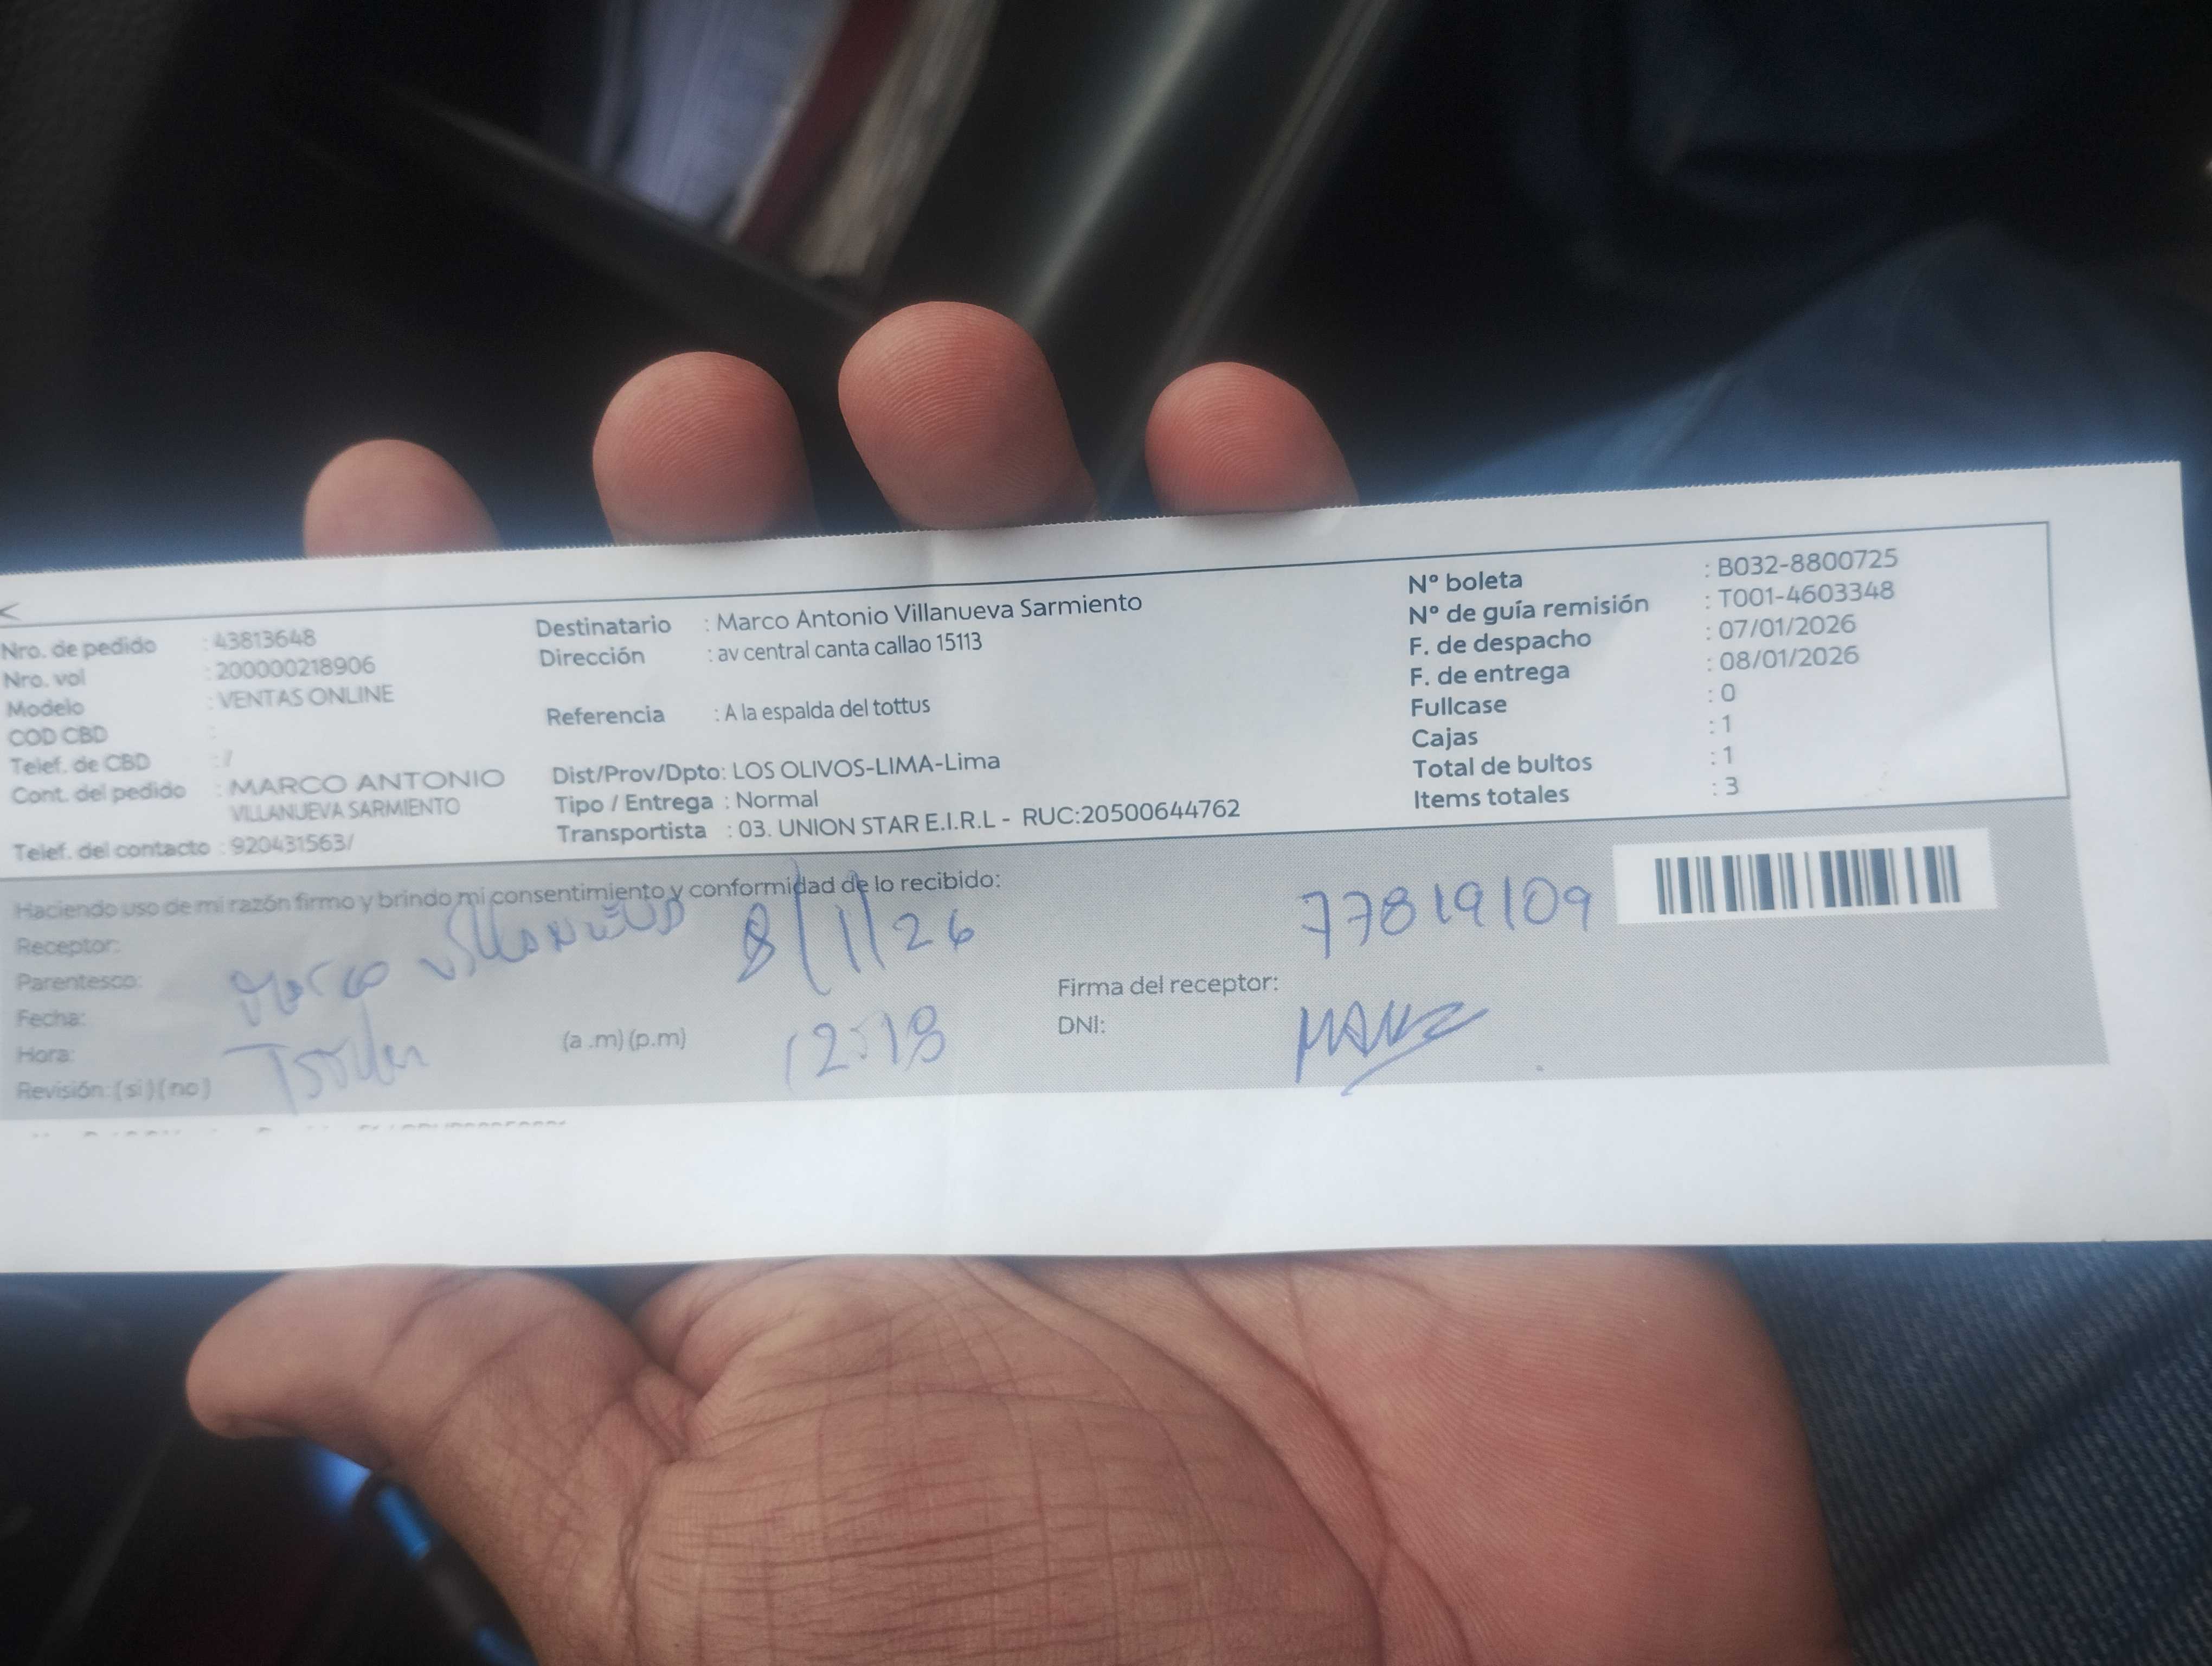 Nro. de pedido : 43813648
Nro. vol : 200000218906
Modelo : VENTAS ONLINE
COD CBD :
Telef. de CBD : /
Cont. del pedido : MARCO ANTONIO
VILLANUEVA SARMIENTO
Telef. del contacto : 920431563/
Destinatario : Marco Antonio Villanueva Sarmiento
Dirección : av central canta callao 15113
Referencia : A la espalda del tottus
Dist/Prov/Dpto: LOS OLIVOS-LIMA-Lima
Tipo / Entrega : Normal
Transportista : 03. UNION STAR E.I.R.L - RUC:20500644762
Nº boleta : B032-8800725
Nº de guía remisión : T001-4603348
F. de despacho : 07/01/2026
F. de entrega : 08/01/2026
Fullcase : 0
Cajas : 1
Total de bultos : 1
Items totales : 3
Haciendo uso de mi razón firmo y brindo mi consentimiento y conformidad de lo recibido:
Receptor:
Parentesco:
Fecha:
Hora:
Revisión: (si) (no)
Marco Villanueva
8/1/26
(a .m) (p.m)
12:18
77819109
Firma del receptor:
DNI: